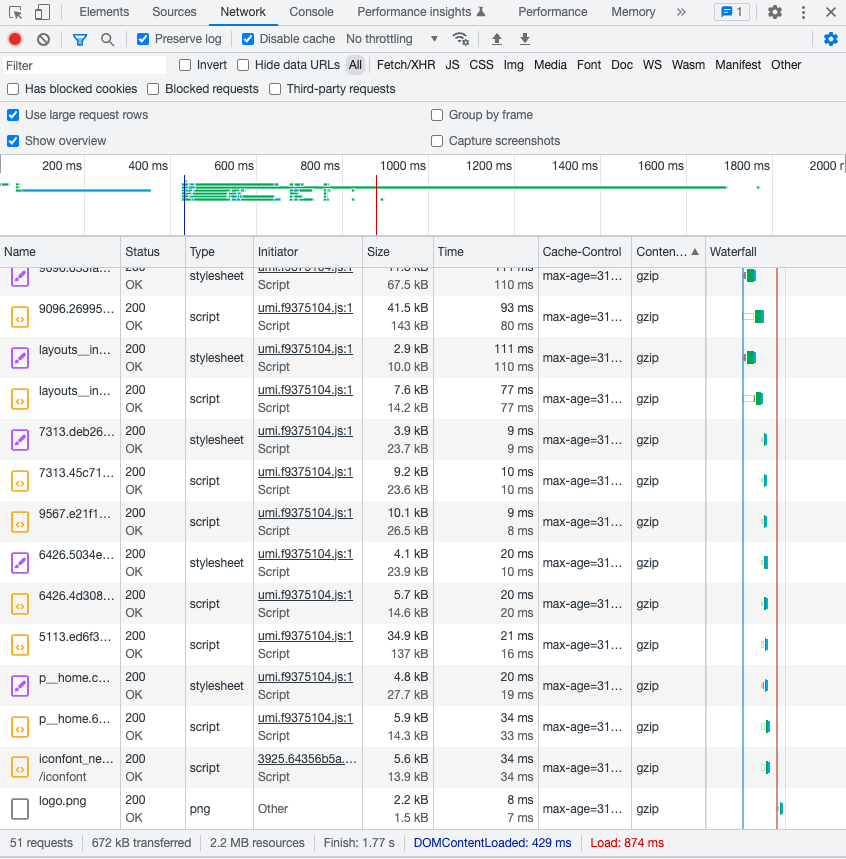 Elements Sources Network Console Performance insights Performance Memory » 1
Preserve log Disable cache No throttling
Filter Invert Hide data URLs All Fetch/XHR JS CSS Img Media Font Doc WS Wasm Manifest Other
Has blocked cookies Blocked requests Third-party requests
Use large request rows Group by frame
Show overview Capture screenshots
200 ms 400 ms 600 ms 800 ms 1000 ms 1200 ms 1400 ms 1600 ms 1800 ms 2000 r
Name Status Type Initiator Size Time Cache-Control Conten... Waterfall
200 umi.f9375104.js:1 111 ms
stylesheet max-age=31... gzip
OK Script 67.5 kB 110 ms
9096.26995... 200 umi.f9375104.js:1 41.5 kB 93 ms
script max-age=31... gzip
OK Script 143 kB 80 ms
layouts__in... 200 umi.f9375104.js:1 2.9 kB 111 ms
stylesheet max-age=31... gzip
OK Script 10.0 kB 110 ms
layouts__in... 200 umi.f9375104.js:1 7.6 kB 77 ms
script max-age=31... gzip
OK Script 14.2 kB 77 ms
7313.deb26... 200 umi.f9375104.js:1 3.9 kB 9 ms
stylesheet max-age=31... gzip
OK Script 23.7 kB 9 ms
7313.45c71... 200 umi.f9375104.js:1 9.2 kB 10 ms
script max-age=31... gzip
OK Script 23.6 kB 10 ms
9567.e21f1... 200 umi.f9375104.js:1 10.1 kB 9 ms
script max-age=31... gzip
OK Script 26.5 kB 8 ms
6426.5034e... 200 umi.f9375104.js:1 4.1 kB 20 ms
stylesheet max-age=31... gzip
OK Script 23.9 kB 10 ms
6426.4d308... 200 umi.f9375104.js:1 5.7 kB 20 ms
script max-age=31... gzip
OK Script 14.6 kB 20 ms
5113.ed6f3... 200 umi.f9375104.js:1 34.9 kB 21 ms
script max-age=31... gzip
OK Script 137 kB 16 ms
p__home.c... 200 umi.f9375104.js:1 4.8 kB 20 ms
stylesheet max-age=31... gzip
OK Script 27.7 kB 19 ms
p__home.6... 200 umi.f9375104.js:1 5.9 kB 34 ms
script max-age=31... gzip
OK Script 14.3 kB 33 ms
iconfont_ne... 200 3925.64356b5a.... 5.6 kB 34 ms
script max-age=31... gzip
/iconfont OK Script 13.9 kB 34 ms
logo.png 200 2.2 kB 8 ms
png Other max-age=31... gzip
OK 1.5 kB 7 ms
51 requests 672 kB transferred 2.2 MB resources Finish: 1.77 s DOMContentLoaded: 429 ms Load: 874 ms